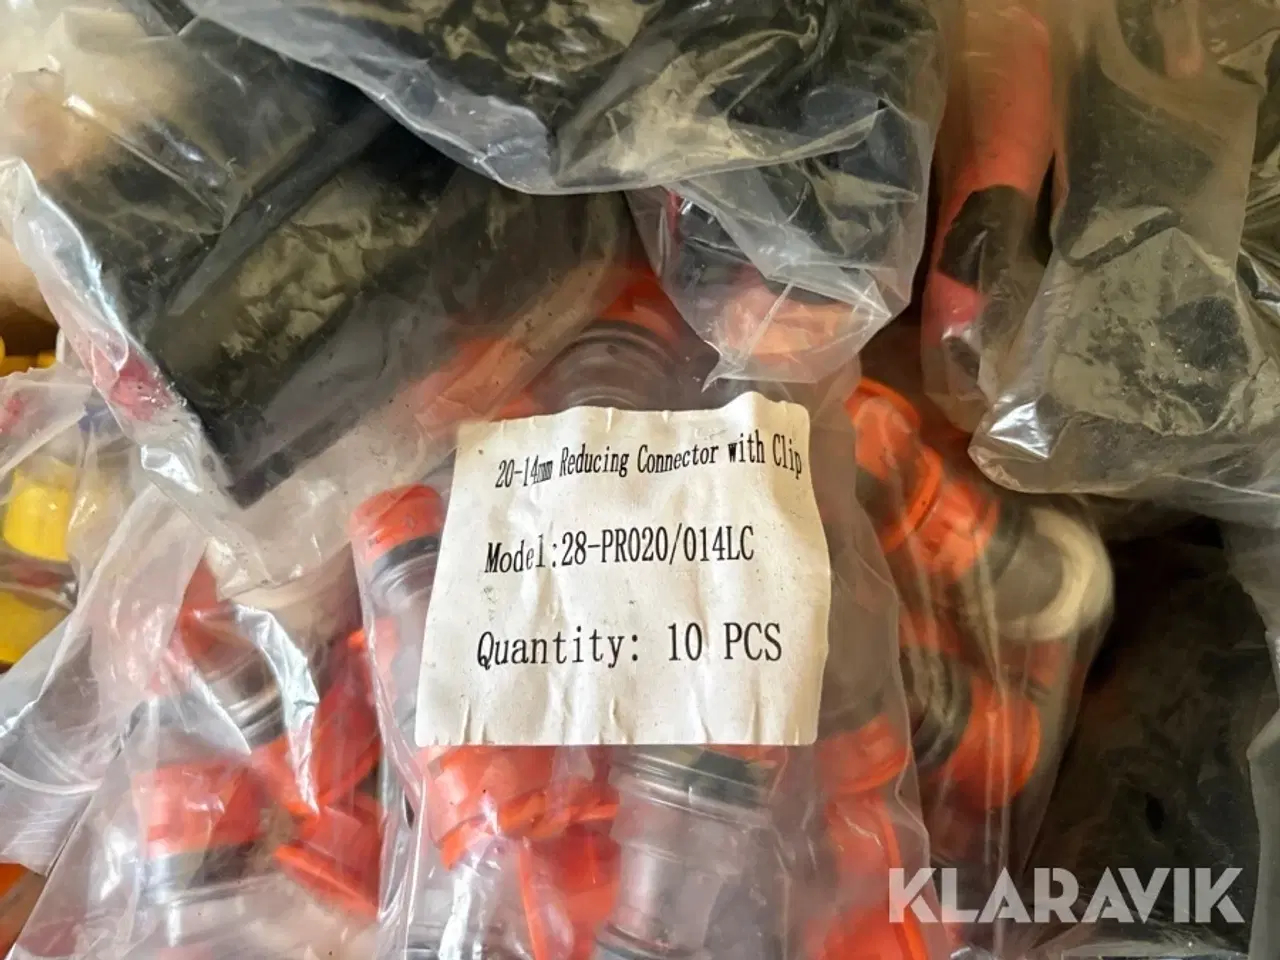 20-14mm Reducing Connector with Clip
Model:28-PR020/014LC
Quantity: 10 PCS
KLARAVIK